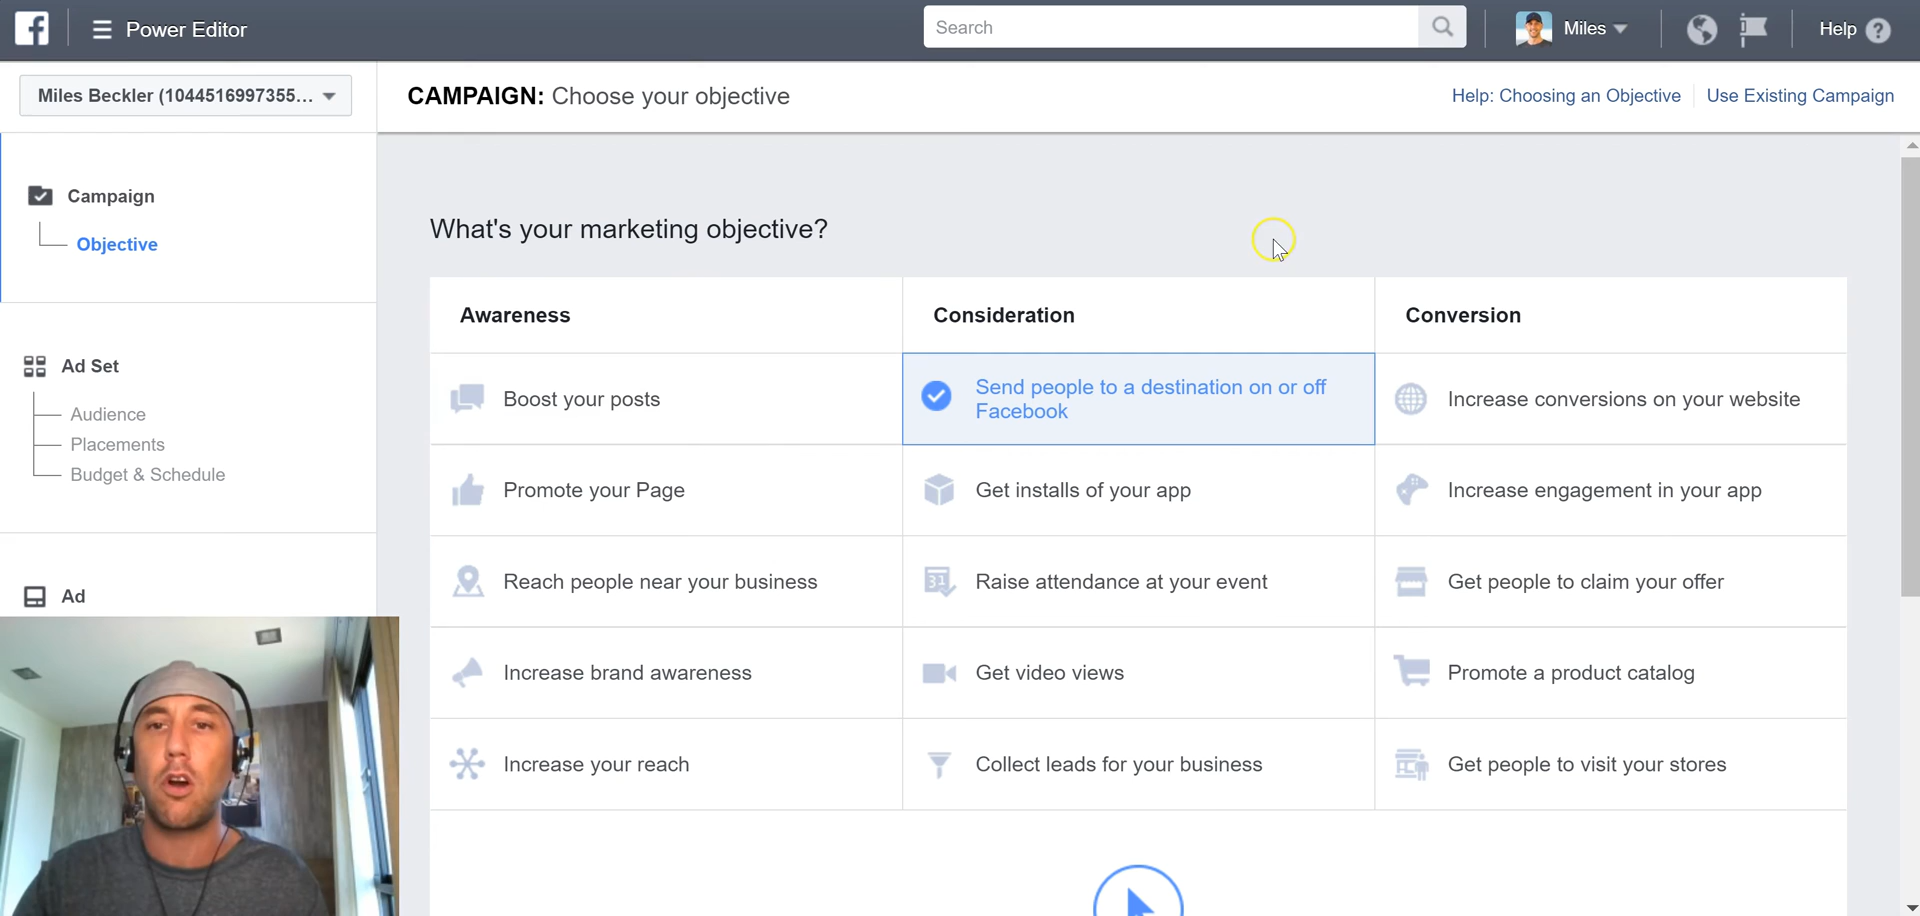 Power Editor
Search
Miles
Help
Miles Beckler (1044516997355...
CAMPAIGN: Choose your objective
Help: Choosing an Objective
Use Existing Campaign
Campaign
Objective
Ad Set
Audience
Placements
Budget & Schedule
Ad
What's your marketing objective?
Awareness
Consideration
Conversion
Boost your posts
Send people to a destination on or off
Facebook
Increase conversions on your website
Promote your Page
Get installs of your app
Increase engagement in your app
Reach people near your business
31
Raise attendance at your event
Get people to claim your offer
Increase brand awareness
Get video views
Promote a product catalog
Increase your reach
Collect leads for your business
Get people to visit your stores